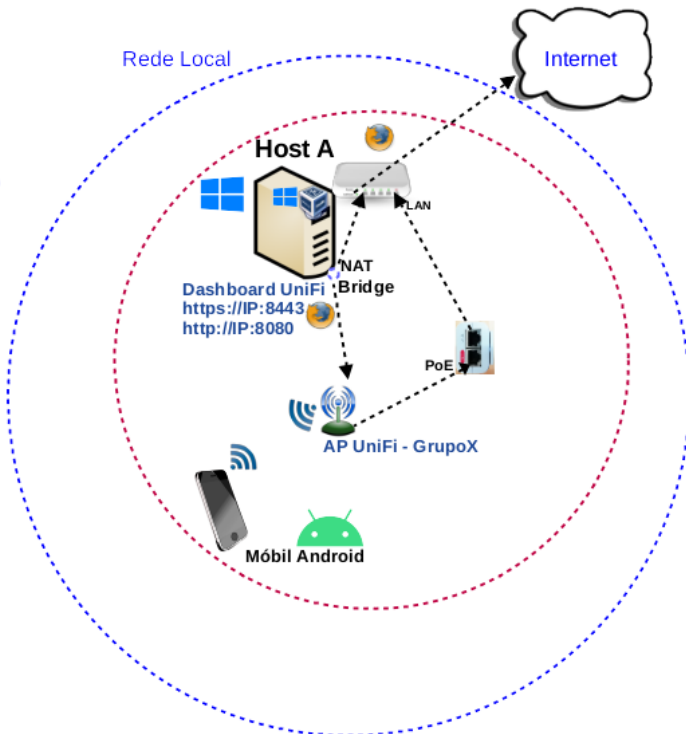 Rede Local
Internet
Host A
LAN
NAT
Bridge
Dashboard UniFi
https://IP:8443
http://IP:8080
PoE
AP UniFi - GrupoX
Móbil Android